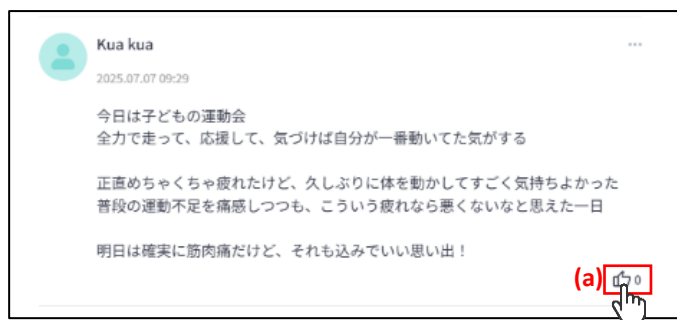 Kua kua
2025.07.07 09:29
今日は子どもの運動会
全力で走って、応援して、気づけば自分が一番動いてた気がする
正直めちゃくちゃ疲れたけど、久しぶりに体を動かしてすごく気持ちよかった
普段の運動不足を痛感しつつも、こういう疲れなら悪くないなと思えた一日
明日は確実に筋肉痛だけど、それも込みでいい思い出！
(a) 0